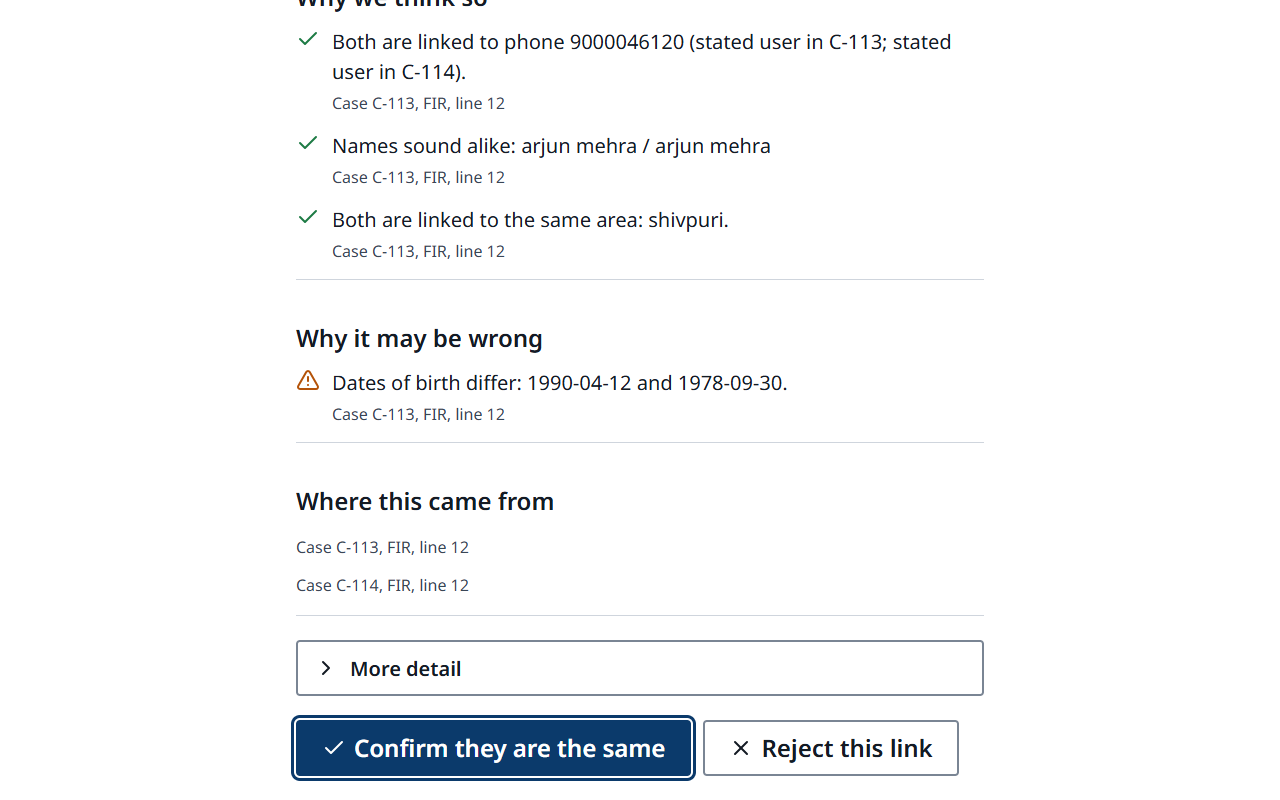 Why we think so
Both are linked to phone 9000046120 (stated user in C-113; stated
user in C-114).
Case C-113, FIR, line 12
Names sound alike: arjun mehra / arjun mehra
Case C-113, FIR, line 12
Both are linked to the same area: shivpuri.
Case C-113, FIR, line 12
Why it may be wrong
Dates of birth differ: 1990-04-12 and 1978-09-30.
Case C-113, FIR, line 12
Where this came from
Case C-113, FIR, line 12
Case C-114, FIR, line 12
More detail
Confirm they are the same
Reject this link